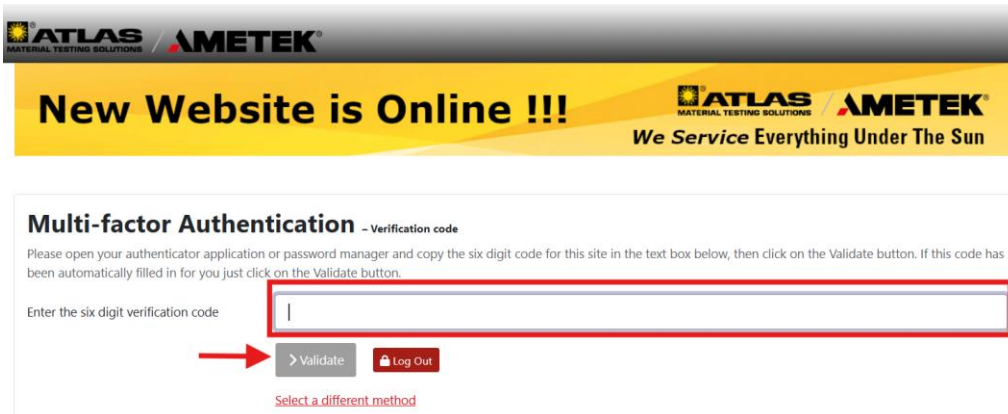 ATLAS / AMETEK®
MATERIAL TESTING SOLUTIONS
New Website is Online !!!
ATLAS / AMETEK®
MATERIAL TESTING SOLUTIONS
We Service Everything Under The Sun
Multi-factor Authentication – Verification code
Please open your authenticator application or password manager and copy the six digit code for this site in the text box below, then click on the Validate button. If this code has
been automatically filled in for you just click on the Validate button.
Enter the six digit verification code
Validate
Log Out
Select a different method